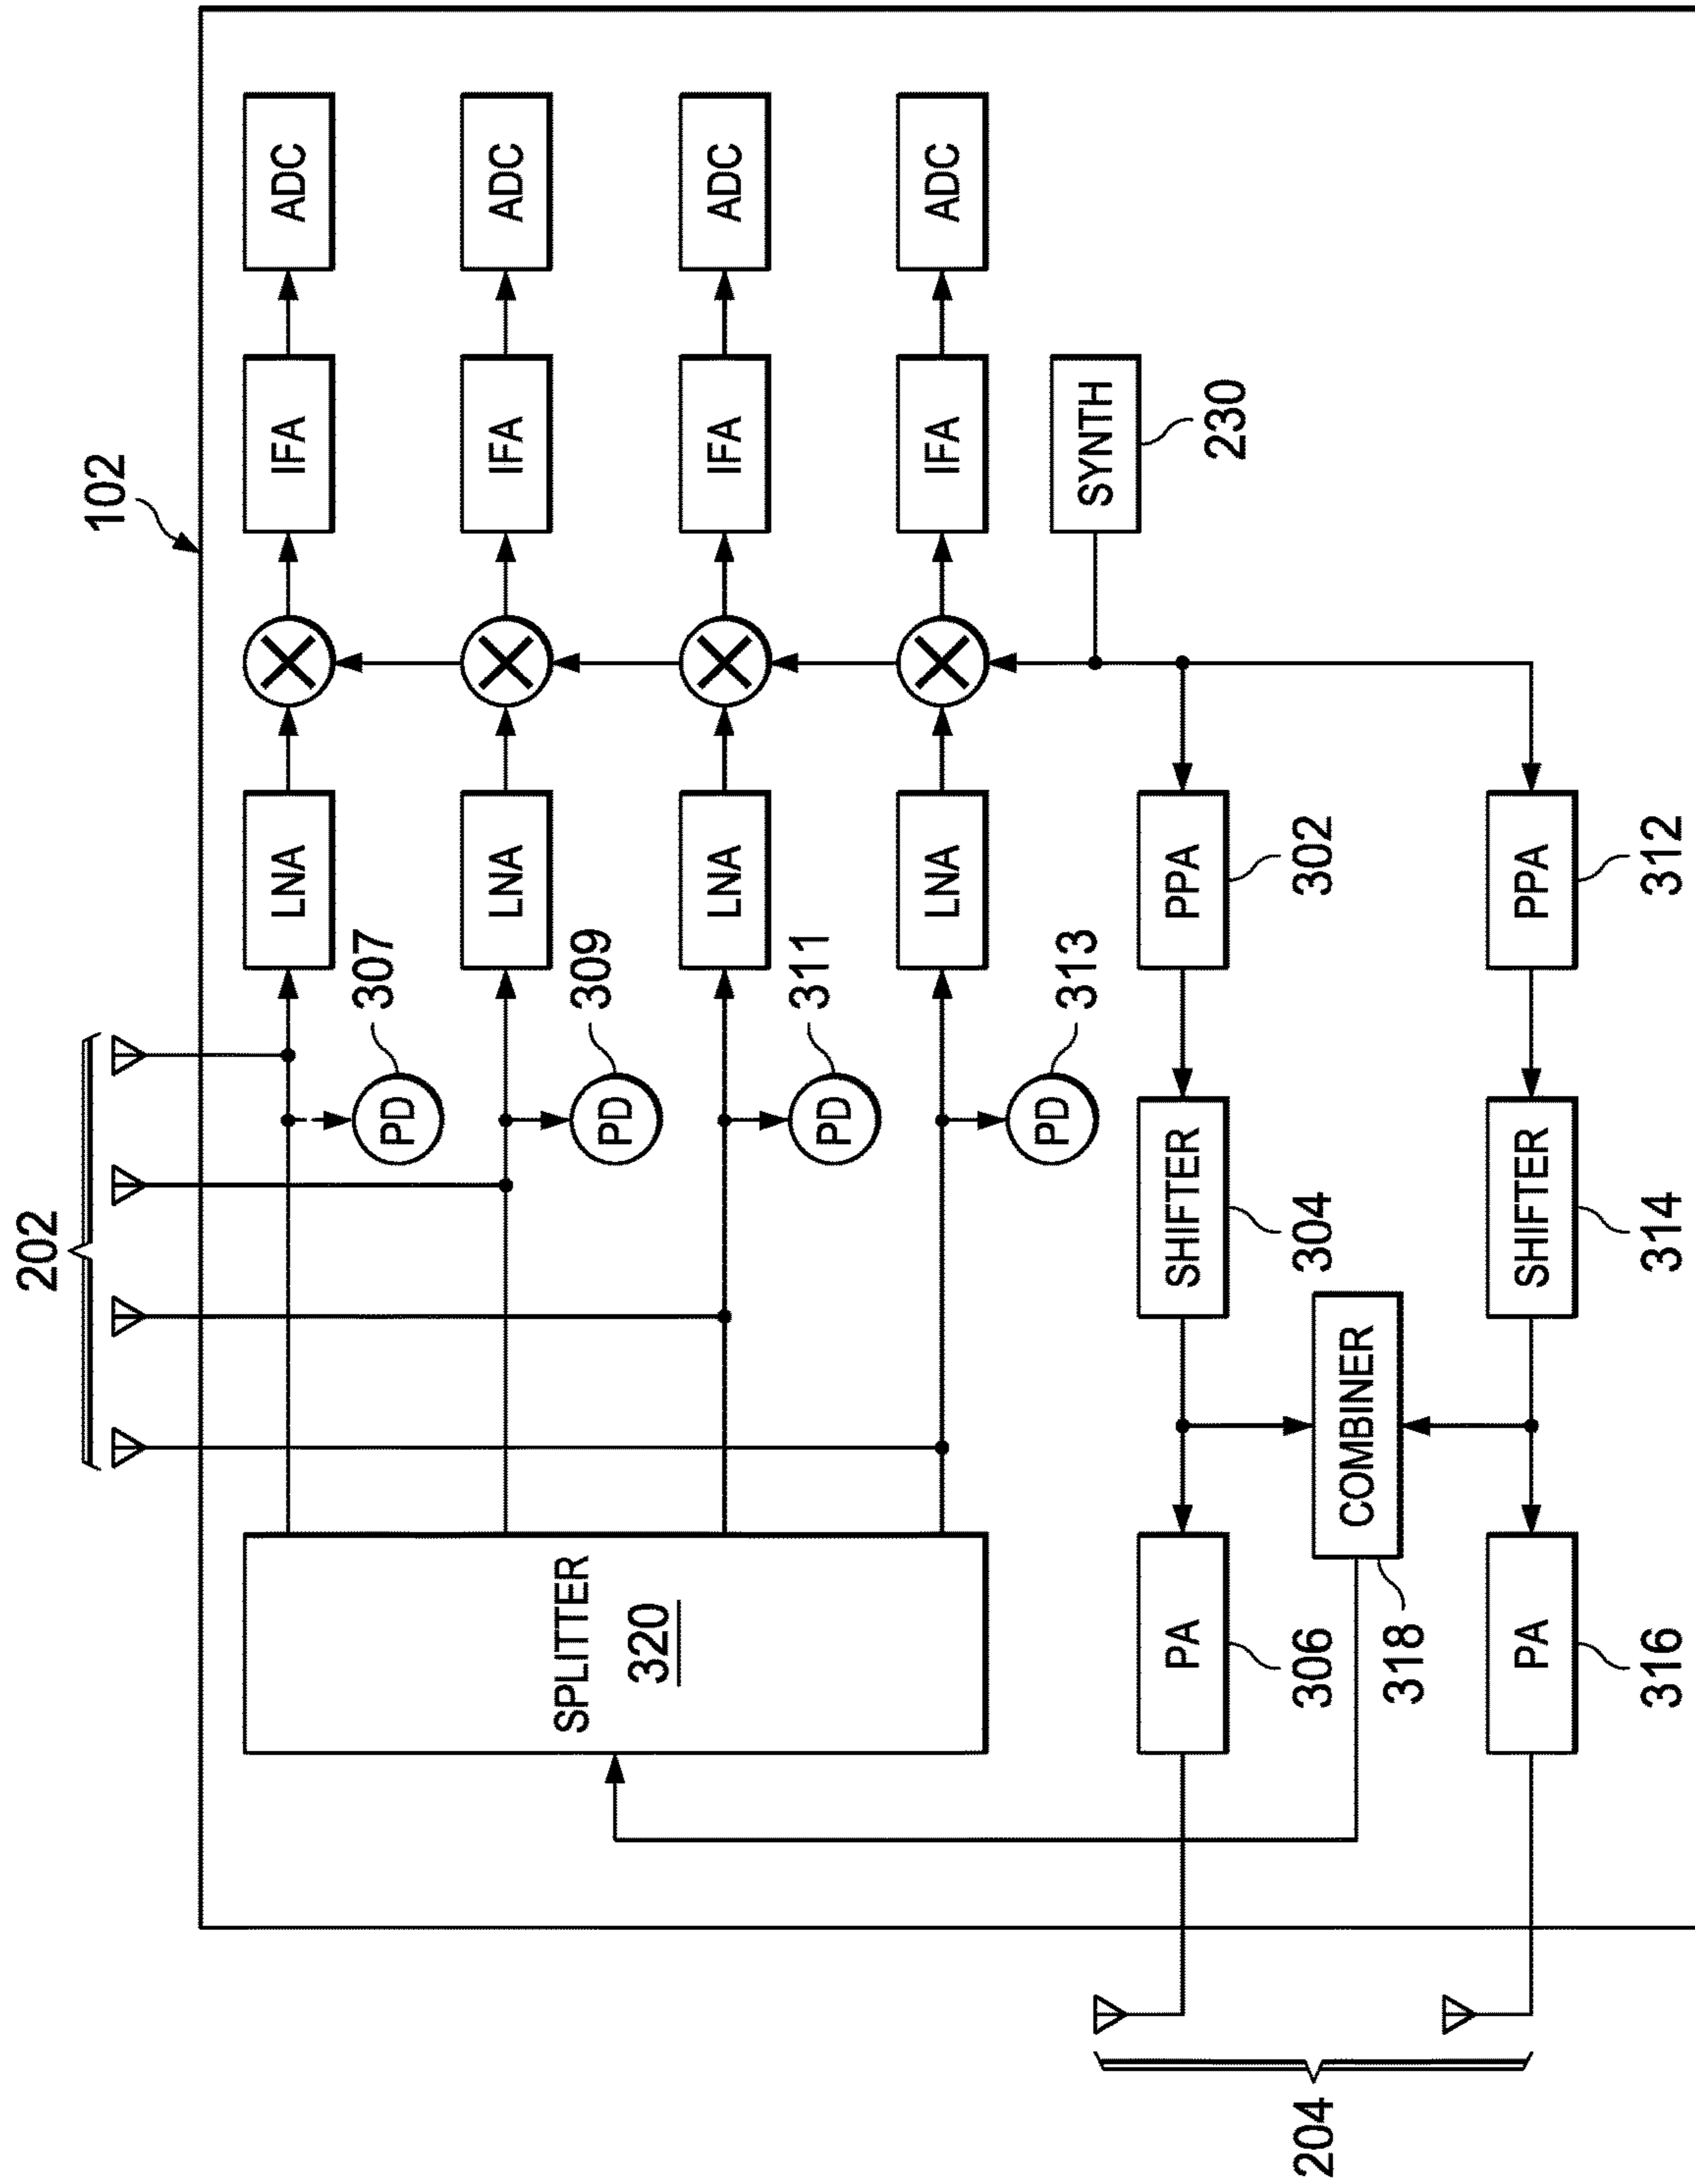 102
202
ADC
ADC
ADC
ADC
IFA
IFA
IFA
IFA
SYNTH
230
LNA
LNA
LNA
LNA
PPA
302
PPA
312
307
309
311
313
PD
PD
PD
PD
SHIFTER
304
SHIFTER
314
COMBINER
318
SPLITTER
320
PA
306
PA
316
204